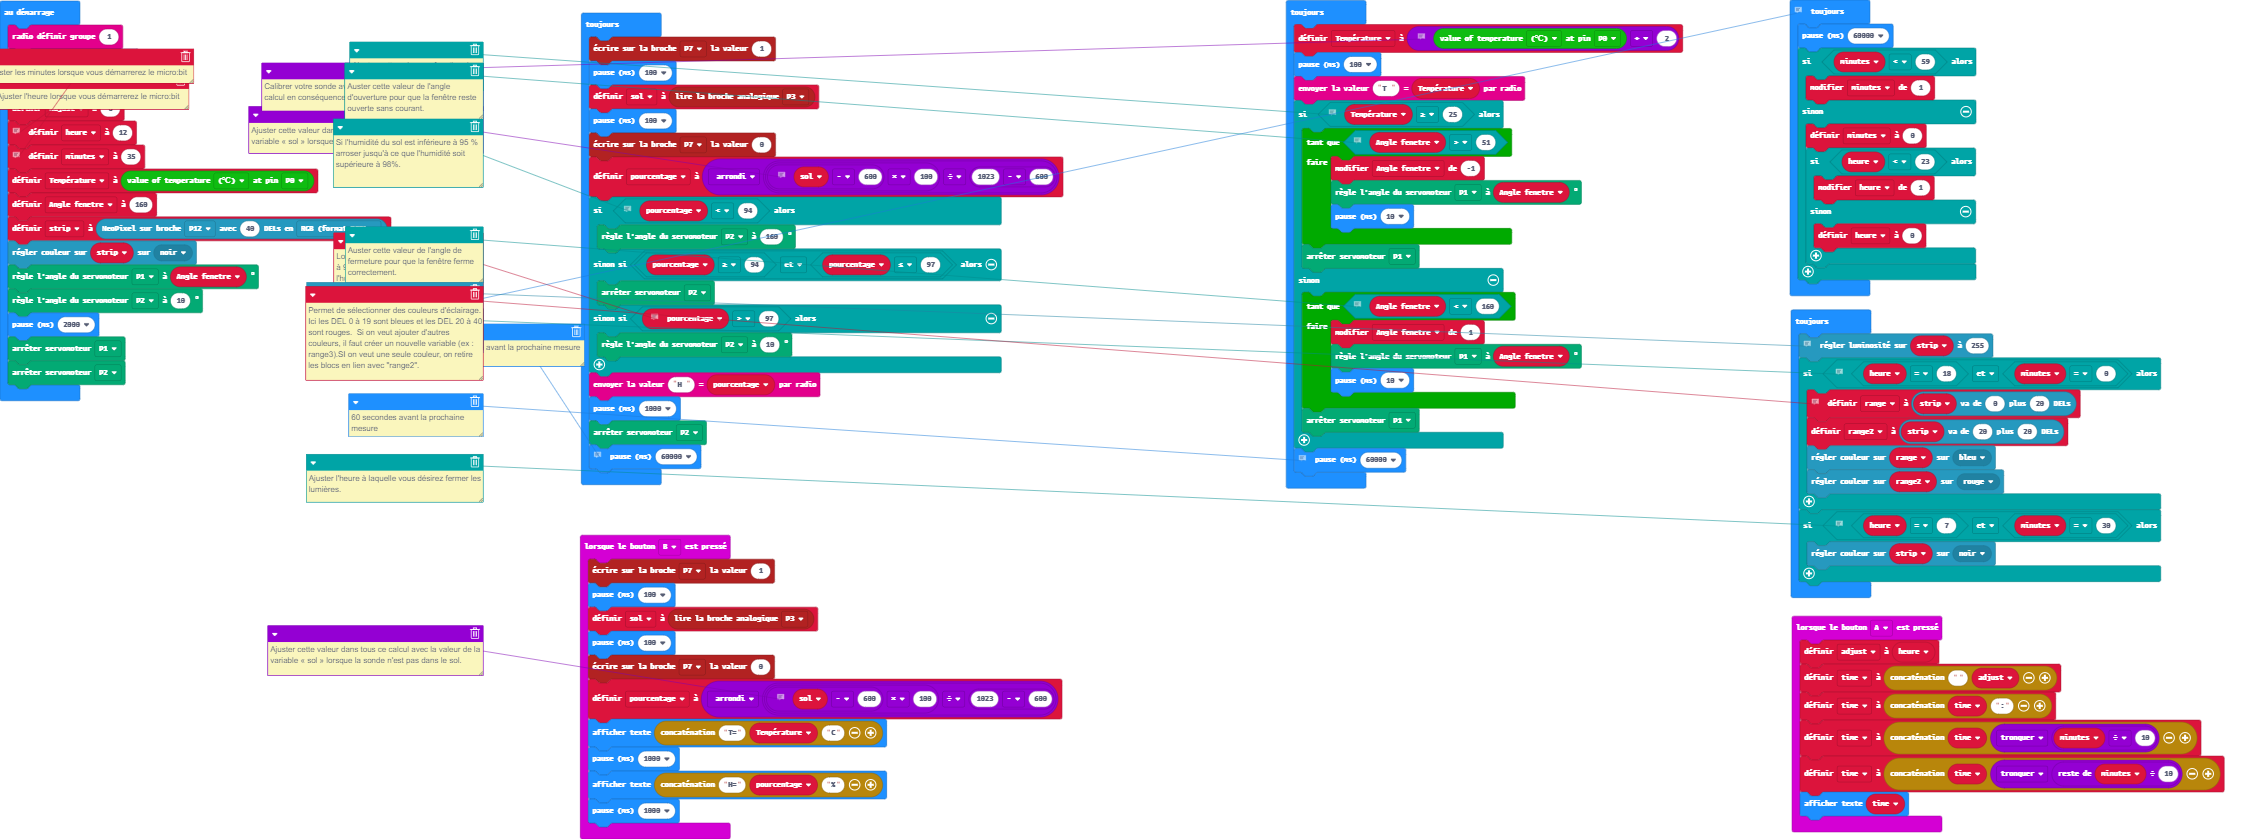 au démarrage
radio définir groupe 1
ster les minutes lorsque vous démarrerez le micro:bit
Ajuster l'heure lorsque vous démarrerez le micro:bit
définir heure à 12
définir minutes à 35
définir Température à value of temperature (℃) at pin P0
définir Angle fenetre à 160
définir strip à NeoPixel sur broche P12 avec 40 DELs en RGB (format
régler couleur sur strip sur noir
règle l'angle du servomoteur P1 à Angle fenetre °
règle l'angle du servomoteur P2 à 10 °
pause (ms) 2000
arrêter servomoteur P1
arrêter servomoteur P2
Calibrer votre sonde a
calcul en conséquence
Auster cette valeur de l'angle
d'ouverture pour que la fenêtre reste
ouverte sans courant.
Ajuster cette valeur dan
variable « sol » lorsque
Si l'humidité du sol est inférieure à 95 %
arroser jusqu'à ce que l'humidité soit
supérieure à 98%.
Auster cette valeur de l'angle de
fermeture pour que la fenêtre ferme
correctement.
Permet de sélectionner des couleurs d'éclairage.
Ici les DEL 0 à 19 sont bleues et les DEL 20 à 40
sont rouges. Si on veut ajouter d'autres
couleurs, il faut créer un nouvelle variable (ex :
range3).SI on veut une seule couleur, on retire
les blocs en lien avec "range2".
avant la prochaine mesure
60 secondes avant la prochaine
mesure
Ajuster l'heure à laquelle vous désirez fermer les
lumières.
Ajuster cette valeur dans tous ce calcul avec la valeur de la
variable « sol » lorsque la sonde n'est pas dans le sol.
toujours
écrire sur la broche P7 la valeur 1
pause (ms) 100
définir sol à lire la broche analogique P3
pause (ms) 100
écrire sur la broche P7 la valeur 0
définir pourcentage à arrondi sol - 600 × 100 ÷ 1023 - 600
si pourcentage < 94 alors
règle l'angle du servomoteur P2 à 160 °
sinon si pourcentage ≥ 94 et pourcentage ≤ 97 alors
arrêter servomoteur P2
sinon si pourcentage > 97 alors
règle l'angle du servomoteur P2 à 10 °
envoyer la valeur "H " = pourcentage par radio
pause (ms) 1000
arrêter servomoteur P2
pause (ms) 60000
lorsque le bouton B est pressé
écrire sur la broche P7 la valeur 1
pause (ms) 100
définir sol à lire la broche analogique P3
pause (ms) 100
écrire sur la broche P7 la valeur 0
définir pourcentage à arrondi sol - 600 × 100 ÷ 1023 - 600
afficher texte concaténation "T=" Température "C"
pause (ms) 1000
afficher texte concaténation "H=" pourcentage "%"
pause (ms) 1000
toujours
définir Température à value of temperature (℃) at pin P0 - 2
pause (ms) 100
envoyer la valeur "T " = Température par radio
si Température ≥ 25 alors
tant que Angle fenetre > 51
faire modifier Angle fenetre de -1
règle l'angle du servomoteur P1 à Angle fenetre °
pause (ms) 10
arrêter servomoteur P1
sinon
tant que Angle fenetre < 160
faire modifier Angle fenetre de 1
règle l'angle du servomoteur P1 à Angle fenetre °
pause (ms) 10
arrêter servomoteur P1
pause (ms) 60000
toujours
pause (ms) 60000
si minutes < 59 alors
modifier minutes de 1
sinon
définir minutes à 0
si heure < 23 alors
modifier heure de 1
sinon
définir heure à 0
toujours
régler luminosité sur strip à 255
si heure = 18 et minutes = 0 alors
définir range à strip va de 0 plus 20 DELs
définir range2 à strip va de 20 plus 20 DELs
régler couleur sur range sur bleu
régler couleur sur range2 sur rouge
si heure = 7 et minutes = 30 alors
régler couleur sur strip sur noir
lorsque le bouton A est pressé
définir adjust à heure
définir time à concaténation "" adjust
définir time à concaténation time ":"
définir time à concaténation time tronquer minutes ÷ 10
définir time à concaténation time tronquer reste de minutes ÷ 10
afficher texte time